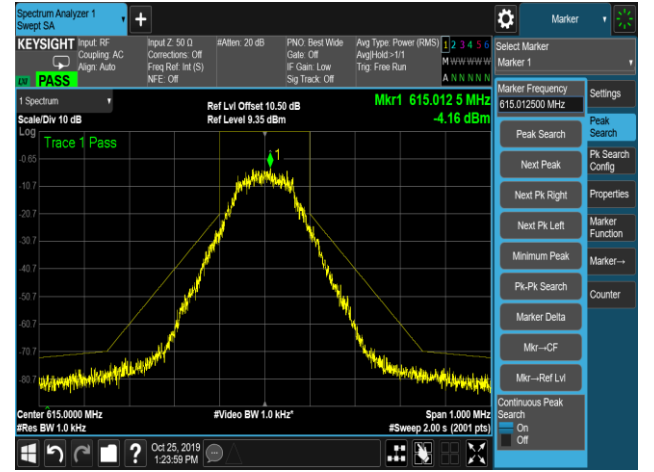 Spectrum Analyzer 1
Swept SA
Marker
KEYSIGHT
Input: RF
Coupling: AC
Align: Auto
Input Z: 50 Ω
Corrections: Off
Freq Ref: Int (S)
NFE: Off
#Atten: 20 dB
PNO: Best Wide
Gate: Off
IF Gain: Low
Sig Track: Off
Avg Type: Power (RMS)
Avg|Hold:>1/1
Trig: Free Run
1 2 3 4 5 6
M W W W W W
A N N N N N
LXI
PASS
Select Marker
Marker 1
1 Spectrum
Scale/Div 10 dB
Ref Lvl Offset 10.50 dB
Ref Level 9.35 dBm
Mkr1 615.012 5 MHz
-4.16 dBm
Log
Trace 1 Pass
1
-0.65
-10.7
-20.7
-30.7
-40.7
-50.7
-60.7
-70.7
-80.7
Center 615.0000 MHz
#Res BW 1.0 kHz
#Video BW 1.0 kHz*
Span 1.000 MHz
#Sweep 2.00 s (2001 pts)
Marker Frequency
615.012500 MHz
Peak Search
Next Peak
Next Pk Right
Next Pk Left
Minimum Peak
Pk-Pk Search
Marker Delta
Mkr→CF
Mkr→Ref Lvl
Continuous Peak
Search
On
Off
Settings
Peak
Search
Pk Search
Config
Properties
Marker
Function
Marker→
Counter
?
Oct 25, 2019
1:23:59 PM